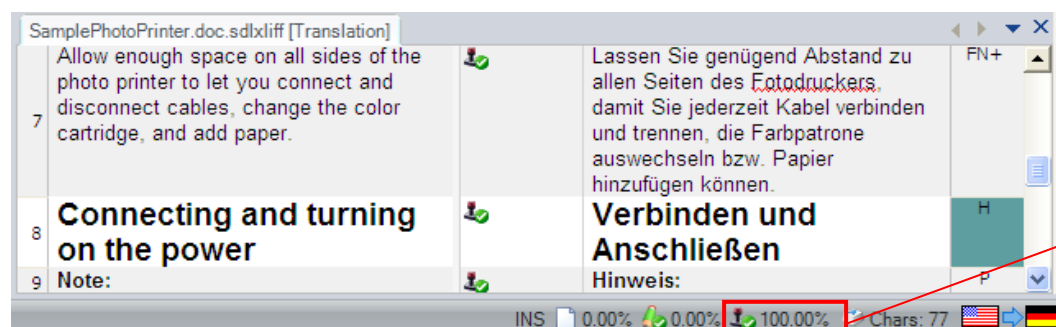 SamplePhotoPrinter.doc.sdlxliff [Translation]
7
Allow enough space on all sides of the
photo printer to let you connect and
disconnect cables, change the color
cartridge, and add paper.
Lassen Sie genügend Abstand zu
allen Seiten des Fotodruckers,
damit Sie jederzeit Kabel verbinden
und trennen, die Farbpatrone
auswechseln bzw. Papier
hinzufügen können.
FN+
8
Connecting and turning
on the power
Verbinden und
Anschließen
H
9 Note: Hinweis: P
INS 0.00% 0.00% 100.00% Chars: 77